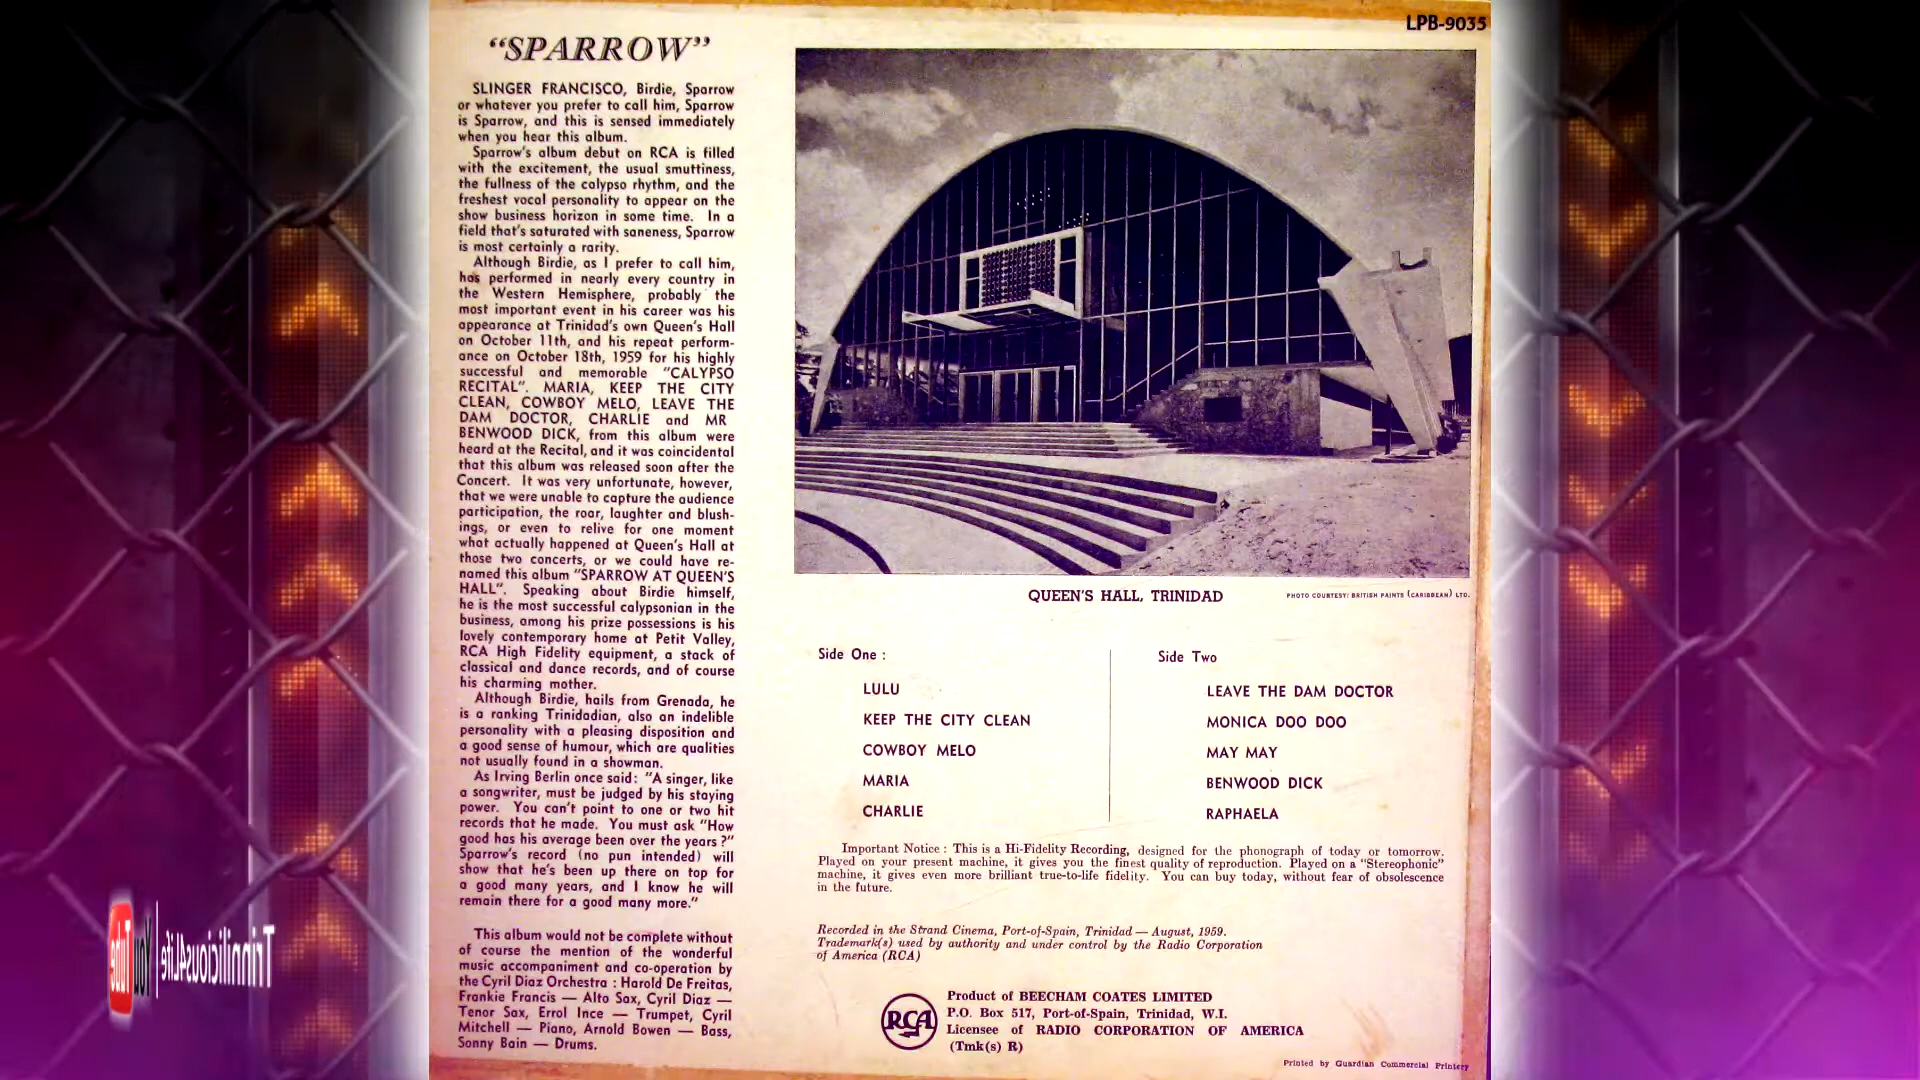 LPB-9035
“SPARROW”
SLINGER FRANCISCO, Birdie, Sparrow
or whatever you prefer to call him, Sparrow
is Sparrow, and this is sensed immediately
when you hear this album.
Sparrow's album debut on RCA is filled
with the excitement, the usual smuttiness,
the fullness of the calypso rhythm, and the
freshest vocal personality to appear on the
show business horizon in some time. In a
field that's saturated with saneness, Sparrow
is most certainly a rarity.
Although Birdie, as I prefer to call him,
has performed in nearly every country in
the Western Hemisphere, probably the
most important event in his career was his
appearance at Trinidad's own Queen's Hall
on October 11th, and his repeat perform-
ance on October 18th, 1959 for his highly
successful and memorable "CALYPSO
RECITAL". MARIA, KEEP THE CITY
CLEAN, COWBOY MELO, LEAVE THE
DAM DOCTOR, CHARLIE and MR
BENWOOD DICK, from this album were
heard at the Recital, and it was coincidental
that this album was released soon after the
Concert. It was very unfortunate, however,
that we were unable to capture the audience
participation, the roar, laughter and blush-
ings, or even to relive for one moment
what actually happened at Queen's Hall at
those two concerts, or we could have re-
named this album "SPARROW AT QUEEN'S
HALL". Speaking about Birdie himself,
he is the most successful calypsonian in the
business, among his prize possessions is his
lovely contemporary home at Petit Valley,
RCA High Fidelity equipment, a stack of
classical and dance records, and of course
his charming mother.
Although Birdie, hails from Grenada, he
is a ranking Trinidadian, also an indelible
personality with a pleasing disposition and
a good sense of humour, which are qualities
not usually found in a showman.
As Irving Berlin once said: "A singer, like
a songwriter, must be judged by his staying
power. You can't point to one or two hit
records that he made. You must ask "How
good has his average been over the years?"
Sparrow's record (no pun intended) will
show that he's been up there on top for
a good many years, and I know he will
remain there for a good many more."
This album would not be complete without
of course the mention of the wonderful
music accompaniment and co-operation by
the Cyril Diaz Orchestra : Harold De Freitas,
Frankie Francis — Alto Sax, Cyril Diaz —
Tenor Sax, Errol Ince — Trumpet, Cyril
Mitchell — Piano, Arnold Bowen — Bass,
Sonny Bain — Drums.
QUEEN'S HALL, TRINIDAD
PHOTO COURTESY: BRITISH PAINTS (CARIBBEAN) LTD.
Side One :
LULU
KEEP THE CITY CLEAN
COWBOY MELO
MARIA
CHARLIE
Side Two
LEAVE THE DAM DOCTOR
MONICA DOO DOO
MAY MAY
BENWOOD DICK
RAPHAELA
Important Notice : This is a Hi-Fidelity Recording, designed for the phonograph of today or tomorrow.
Played on your present machine, it gives you the finest quality of reproduction. Played on a "Stereophonic"
machine, it gives even more brilliant true-to-life fidelity. You can buy today, without fear of obsolescence
in the future.
Recorded in the Strand Cinema, Port-of-Spain, Trinidad — August, 1959.
Trademark(s) used by authority and under control by the Radio Corporation
of America (RCA)
RCA
Product of BEECHAM COATES LIMITED
P.O. Box 517, Port-of-Spain, Trinidad, W.I.
Licensee of RADIO CORPORATION OF AMERICA
(Tmk(s) R)
Printed by Guardian Commercial Printery
YouTube | Trinnilicious4Life